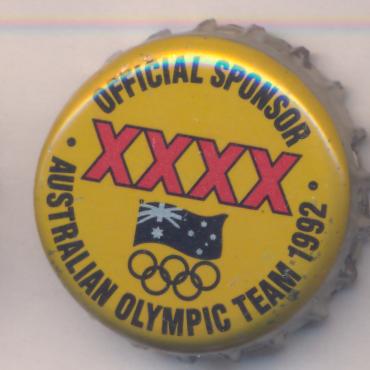 OFFICIAL SPONSOR
XXXX
• AUSTRALIAN OLYMPIC TEAM 1992 •